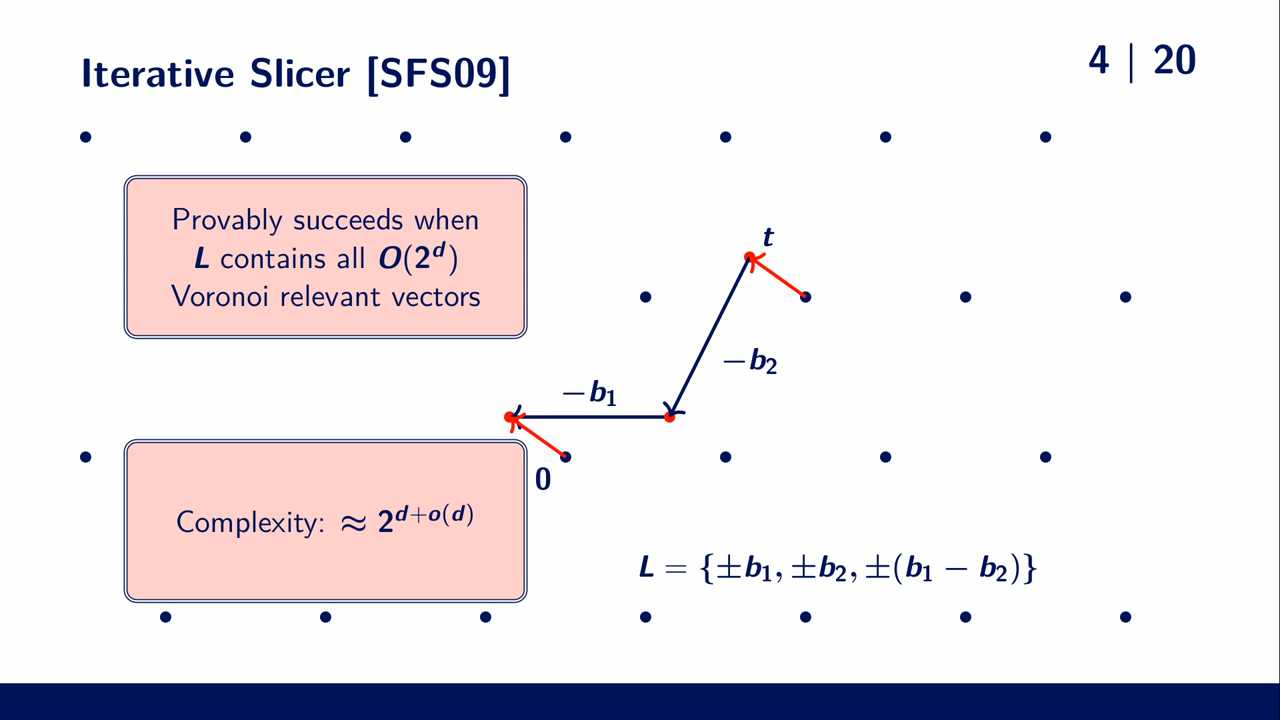 Iterative Slicer [SFS09]
4 | 20
Provably succeeds when
L contains all O(2^d)
Voronoi relevant vectors
t
−b₂
−b₁
0
Complexity: ≈ 2^{d+o(d)}
L = {±b₁, ±b₂, ±(b₁ − b₂)}